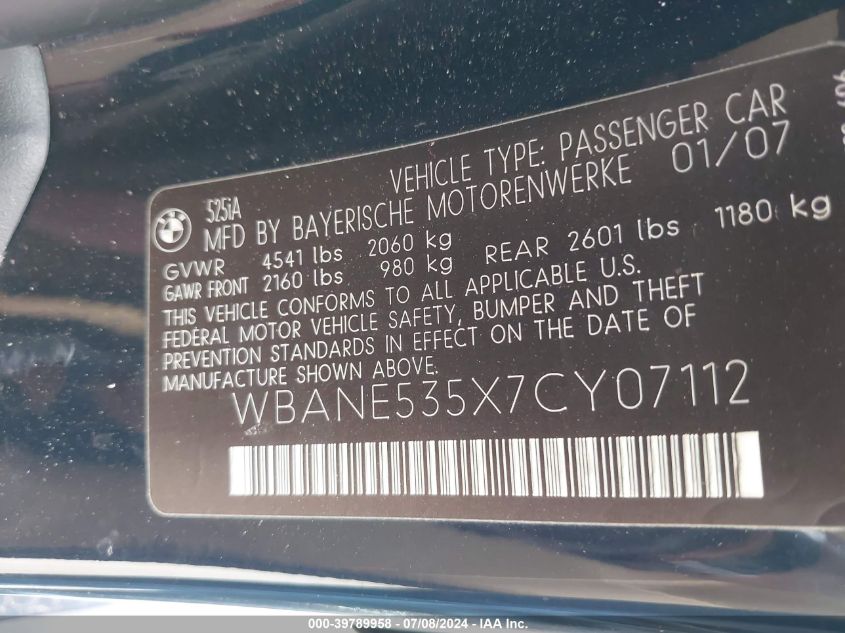 525iA VEHICLE TYPE: PASSENGER CAR
MFD BY BAYERISCHE MOTORENWERKE 01/07
GVWR 4541 lbs 2060 kg
GAWR FRONT 2160 lbs 980 kg REAR 2601 lbs 1180 kg
THIS VEHICLE CONFORMS TO ALL APPLICABLE U.S.
FEDERAL MOTOR VEHICLE SAFETY, BUMPER AND THEFT
PREVENTION STANDARDS IN EFFECT ON THE DATE OF
MANUFACTURE SHOWN ABOVE.
WBANE535X7CY07112
000-39789958 - 07/08/2024 - IAA Inc.